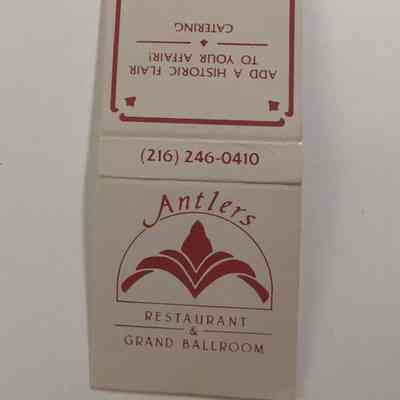 ADD A HISTORIC FLAIR
TO YOUR AFFAIR!
CATERING
(216) 246-0410
Antlers
RESTAURANT
&
GRAND BALLROOM